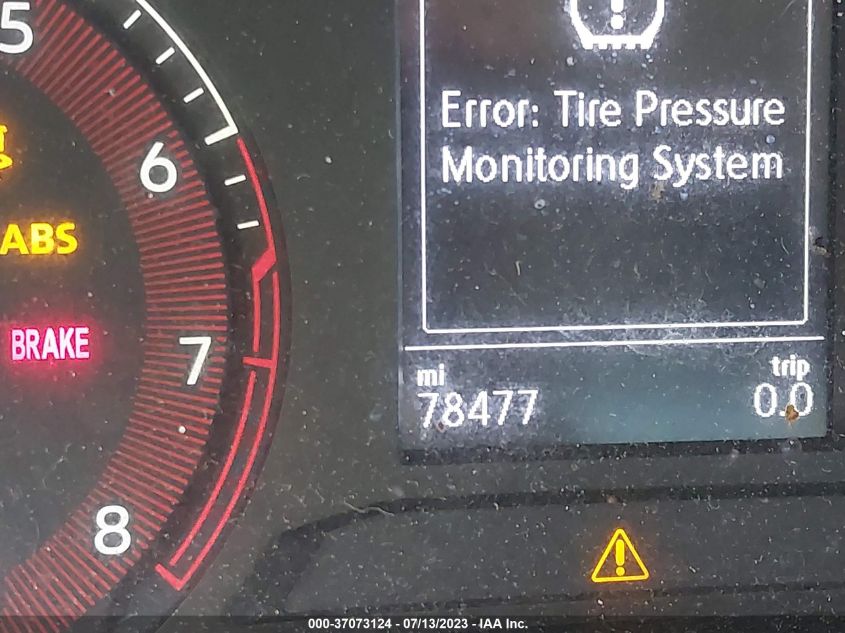 5
6
ABS
BRAKE
7
8
Error: Tire Pressure
Monitoring System
mi
trip
78477
0.0
000-37073124 - 07/13/2023 - IAA Inc.